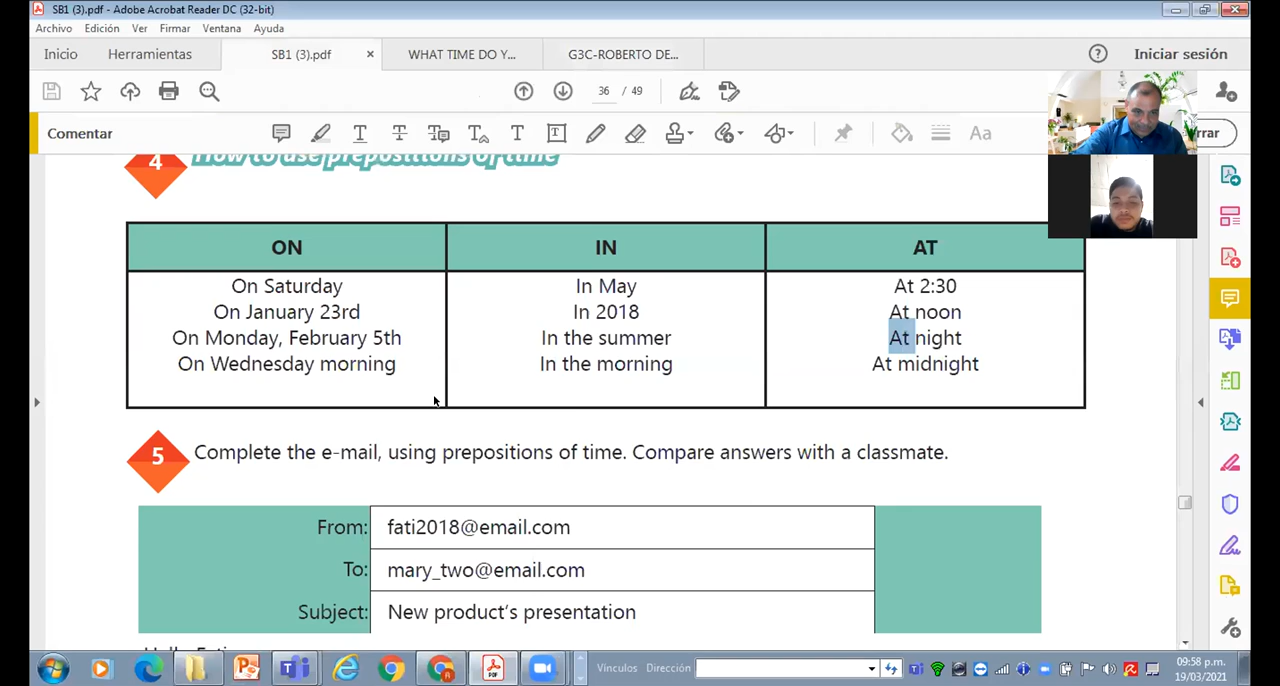 SB1 (3).pdf - Adobe Acrobat Reader DC (32-bit)
Archivo Edición Ver Firmar Ventana Ayuda
Inicio Herramientas SB1 (3).pdf × WHAT TIME DO Y... G3C-ROBERTO DE... ? Iniciar sesión
36 / 49
Comentar Aa rrar
4 How to use prepositions of time
ON IN AT
On Saturday In May At 2:30
On January 23rd In 2018 At noon
On Monday, February 5th In the summer At night
On Wednesday morning In the morning At midnight
5 Complete the e-mail, using prepositions of time. Compare answers with a classmate.
From: fati2018@email.com
To: mary_two@email.com
Subject: New product's presentation
Vínculos Dirección 09:58 p.m.
19/03/2021